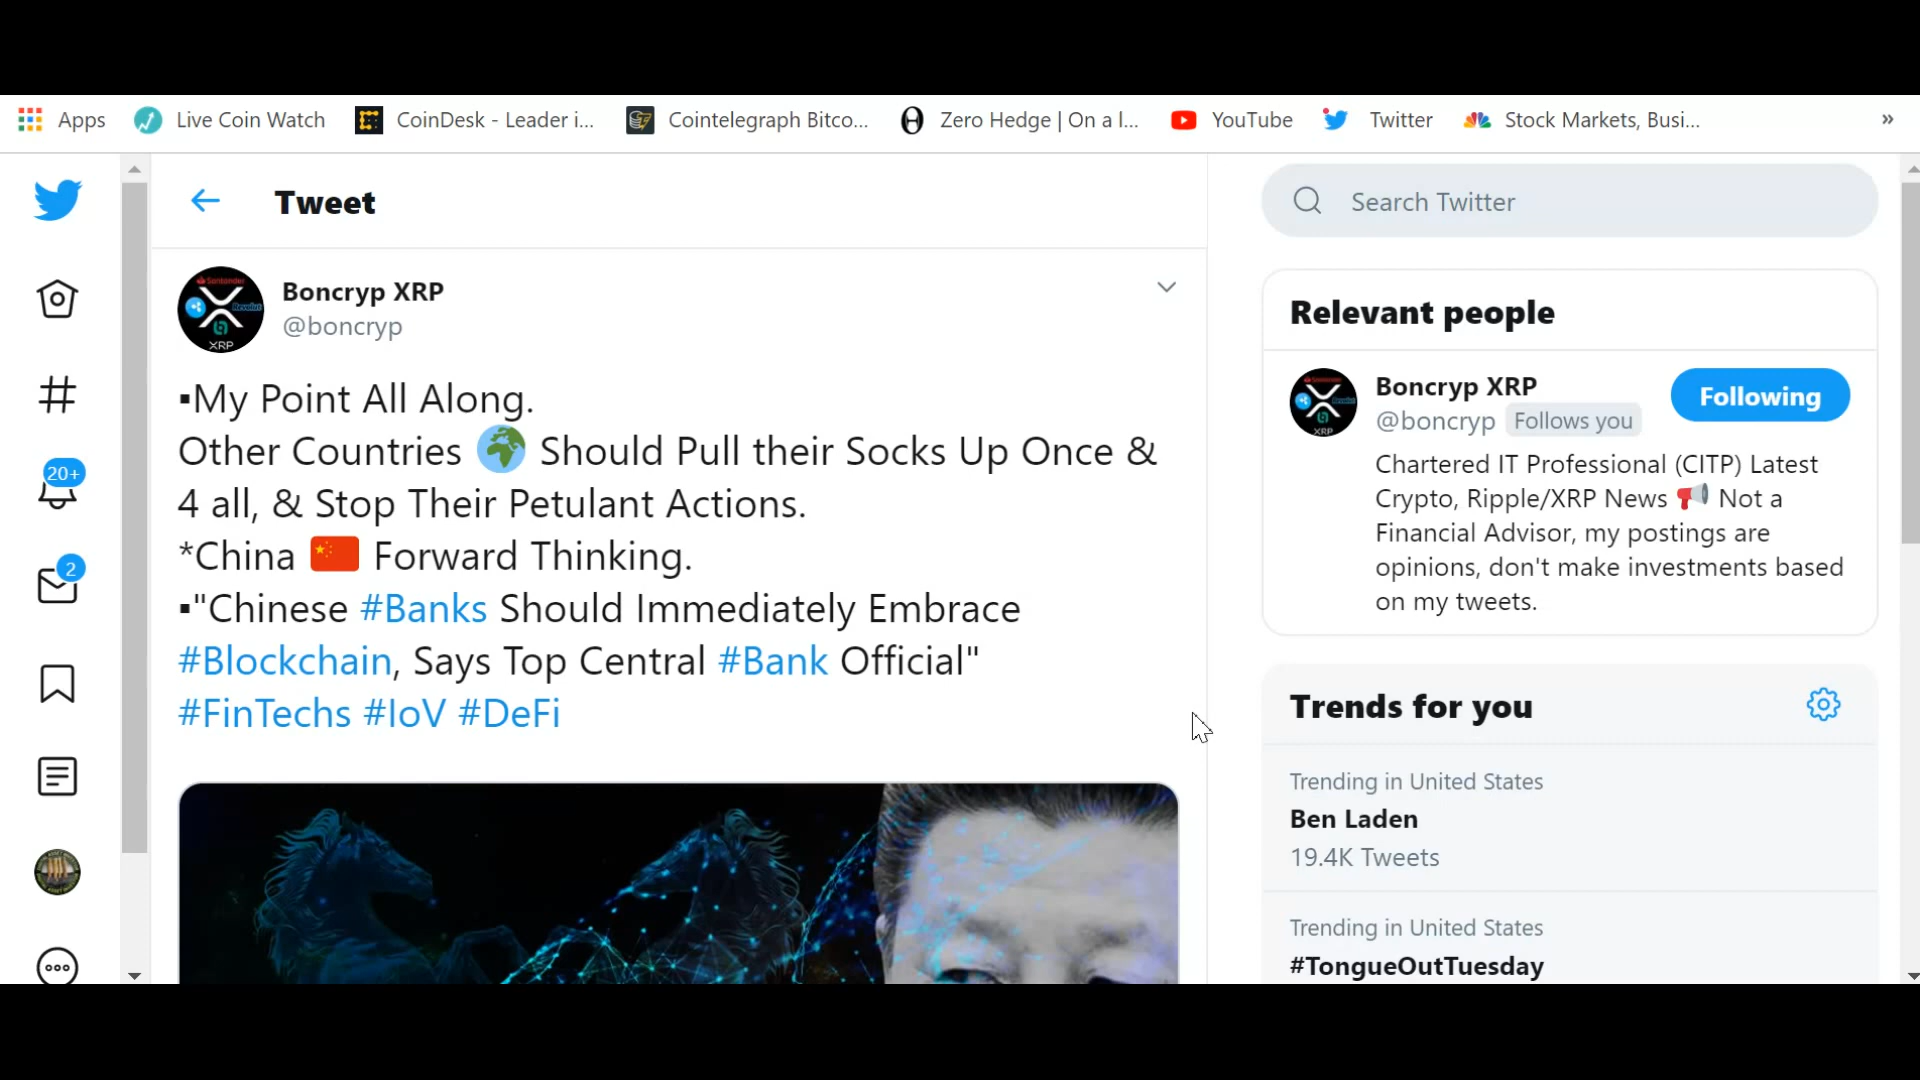 Apps Live Coin Watch CoinDesk - Leader i... Cointelegraph Bitco... Zero Hedge | On a l... YouTube Twitter Stock Markets, Busi... »
Tweet
Boncryp XRP
@boncryp
▪My Point All Along.
Other Countries 🌍 Should Pull their Socks Up Once &
4 all, & Stop Their Petulant Actions.
*China 🇨🇳 Forward Thinking.
▪"Chinese #Banks Should Immediately Embrace
#Blockchain, Says Top Central #Bank Official"
#FinTechs #IoV #DeFi
20+
2
Santander
XRP
Search Twitter
Relevant people
Boncryp XRP
Following
@boncryp Follows you
XRP
Chartered IT Professional (CITP) Latest
Crypto, Ripple/XRP News 📢 Not a
Financial Advisor, my postings are
opinions, don't make investments based
on my tweets.
Trends for you
Trending in United States
Ben Laden
19.4K Tweets
Trending in United States
#TongueOutTuesday